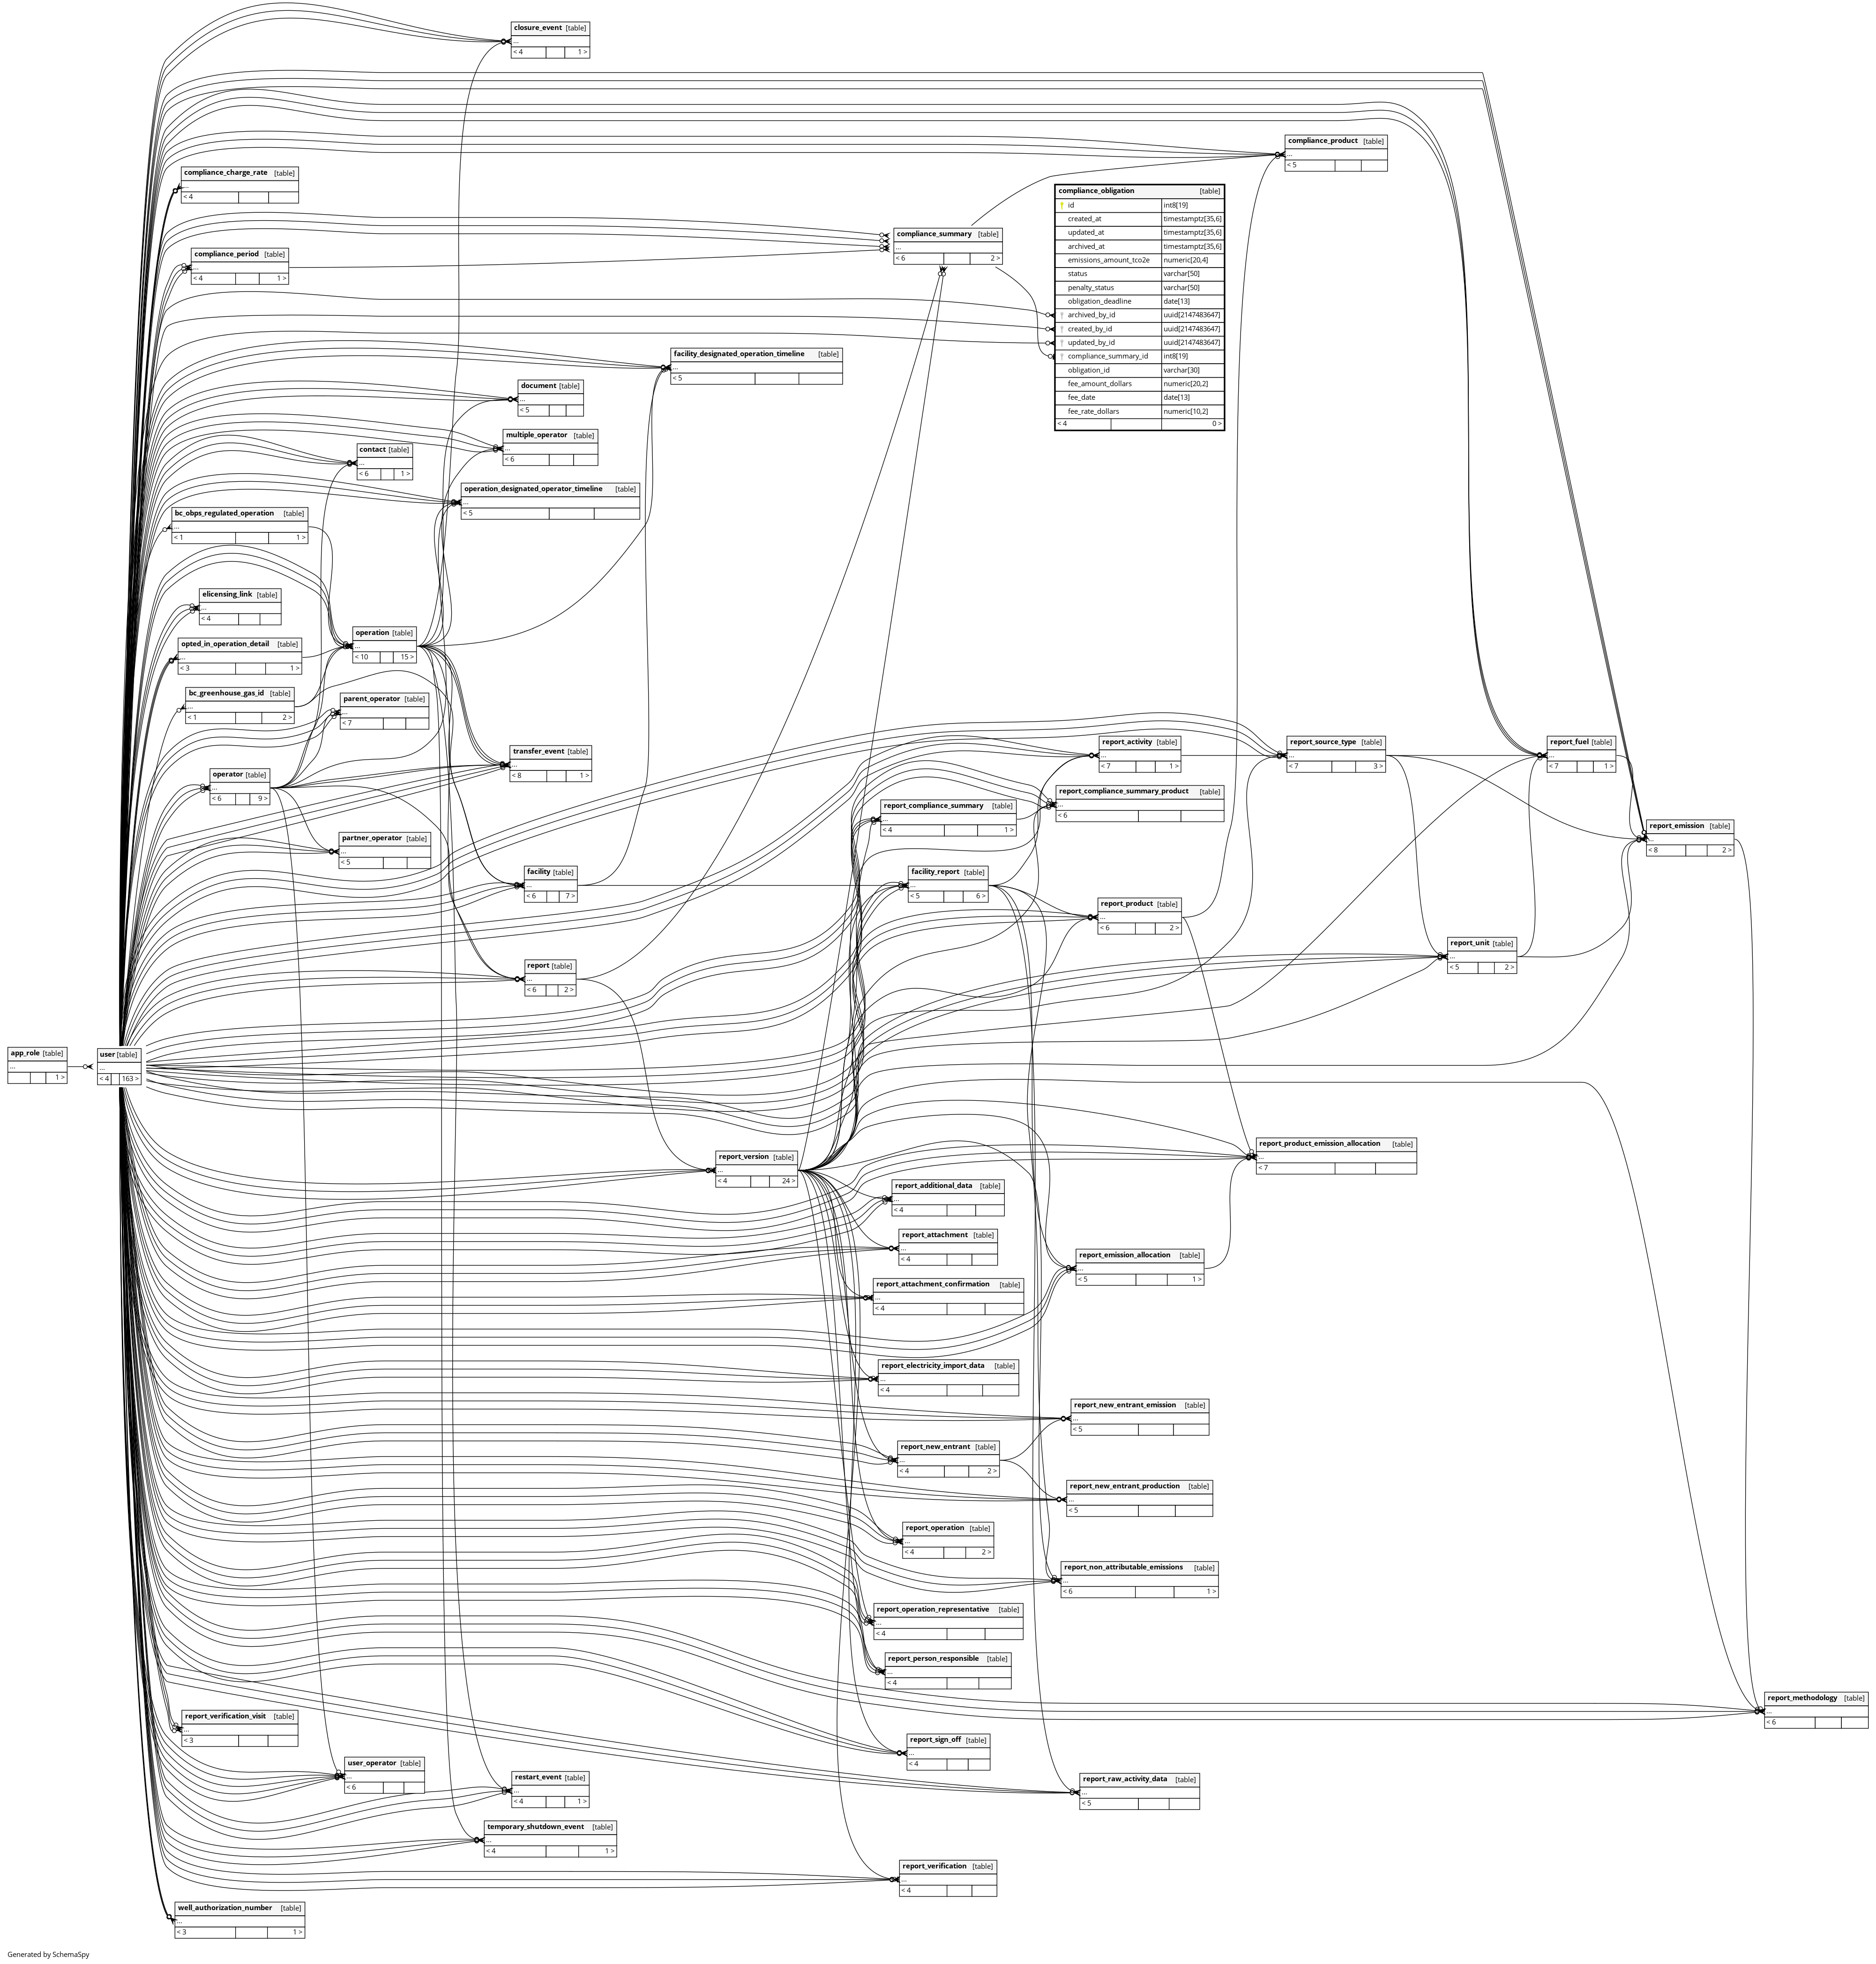 closure_event [table]
...
< 4 1 >
compliance_product [table]
...
< 5
compliance_charge_rate [table]
...
< 4
compliance_obligation [table]
id int8[19]
created_at timestamptz[35,6]
updated_at timestamptz[35,6]
archived_at timestamptz[35,6]
emissions_amount_tco2e numeric[20,4]
status varchar[50]
penalty_status varchar[50]
obligation_deadline date[13]
archived_by_id uuid[2147483647]
created_by_id uuid[2147483647]
updated_by_id uuid[2147483647]
compliance_summary_id int8[19]
obligation_id varchar[30]
fee_amount_dollars numeric[20,2]
fee_date date[13]
fee_rate_dollars numeric[10,2]
< 4 0 >
compliance_summary [table]
...
< 6 2 >
compliance_period [table]
...
< 4 1 >
facility_designated_operation_timeline [table]
...
< 5
document [table]
...
< 5
multiple_operator [table]
...
< 6
contact [table]
...
< 6 1 >
operation_designated_operator_timeline [table]
...
< 5
bc_obps_regulated_operation [table]
...
< 1 1 >
elicensing_link [table]
...
< 4
operation [table]
...
< 10 15 >
opted_in_operation_detail [table]
...
< 3 1 >
bc_greenhouse_gas_id [table]
...
< 1 2 >
parent_operator [table]
...
< 7
transfer_event [table]
...
< 8 1 >
report_activity [table]
...
< 7 1 >
report_source_type [table]
...
< 7 3 >
report_fuel [table]
...
< 7 1 >
operator [table]
...
< 6 9 >
report_compliance_summary_product [table]
...
< 6
report_compliance_summary [table]
...
< 4 1 >
report_emission [table]
...
< 8 2 >
partner_operator [table]
...
< 5
facility [table]
...
< 6 7 >
facility_report [table]
...
< 5 6 >
report_product [table]
...
< 6 2 >
report_unit [table]
...
< 5 2 >
report [table]
...
< 6 2 >
app_role [table]
...
1 >
user [table]
...
< 4 163 >
report_product_emission_allocation [table]
...
< 7
report_version [table]
...
< 4 24 >
report_additional_data [table]
...
< 4
report_attachment [table]
...
< 4
report_emission_allocation [table]
...
< 5 1 >
report_attachment_confirmation [table]
...
< 4
report_electricity_import_data [table]
...
< 4
report_new_entrant_emission [table]
...
< 5
report_new_entrant [table]
...
< 4 2 >
report_new_entrant_production [table]
...
< 5
report_operation [table]
...
< 4 2 >
report_non_attributable_emissions [table]
...
< 6 1 >
report_operation_representative [table]
...
< 4
report_person_responsible [table]
...
< 4
report_methodology [table]
...
< 6
report_verification_visit [table]
...
< 3
report_sign_off [table]
...
< 4
user_operator [table]
...
< 6
restart_event [table]
...
< 4 1 >
report_raw_activity_data [table]
...
< 5
temporary_shutdown_event [table]
...
< 4 1 >
report_verification [table]
...
< 4
well_authorization_number [table]
...
< 3 1 >
Generated by SchemaSpy